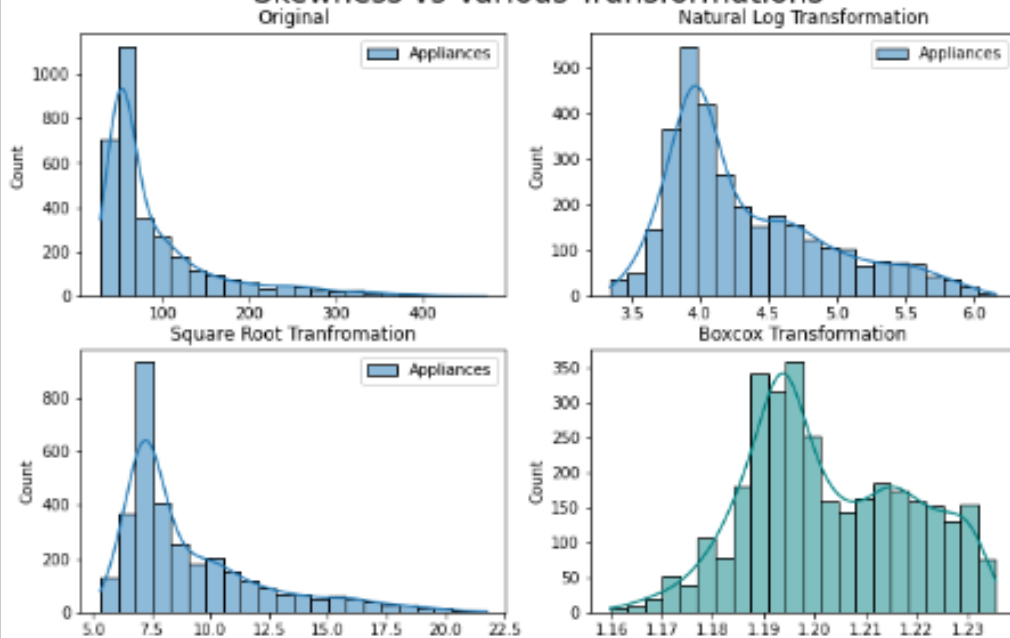 Skewness vs Various Transformations
Original
Appliances
Count
1000
800
600
400
200
0
100 200 300 400
Natural Log Transformation
Appliances
Count
500
400
300
200
100
0
3.5 4.0 4.5 5.0 5.5 6.0
Square Root Tranfromation
Appliances
Count
800
600
400
200
0
5.0 7.5 10.0 12.5 15.0 17.5 20.0 22.5
Boxcox Transformation
Count
350
300
250
200
150
100
50
0
1.16 1.17 1.18 1.19 1.20 1.21 1.22 1.23